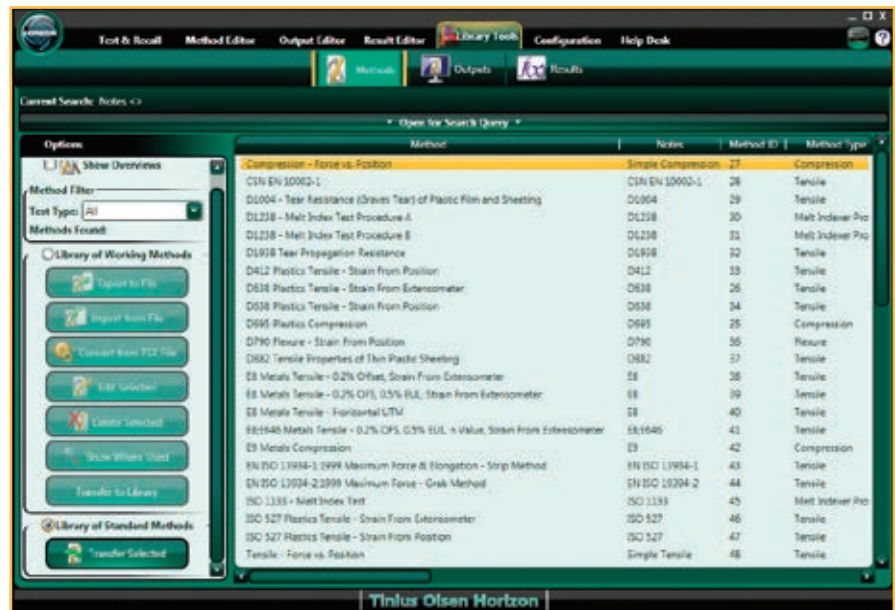 HORIZON
Test & Recall Method Editor Output Editor Result Editor Library Tools Configuration Help Desk
Methods Outputs Results
Current Search: Notes <>
Open for Search Query
Options
Show Overviews
Method Filter
Test Type: All
Methods Found:
Library of Working Methods
Export to File
Import from File
Convert from TCX File
Edit Selected
Delete Selected
Show Where Used
Transfer to Library
Library of Standard Methods
Transfer Selected
Method Notes Method ID Method Type
Compression - Force vs. Position Simple Compression 27 Compression
CSN EN 10002-1 CSN EN 10002-1 28 Tensile
D1004 - Tear Resistance (Graves Tear) of Plastic Film and Sheeting D1004 29 Tensile
D1238 - Melt Index Test Procedure A D1238 30 Melt Indexer Pro
D1238 - Melt Index Test Procedure B D1238 31 Melt Indexer Pro
D1938 Tear Propagation Resistance D1938 32 Tensile
D412 Plastics Tensile - Strain From Position D412 33 Tensile
D638 Plastics Tensile - Strain From Extensometer D638 26 Tensile
D638 Plastics Tensile - Strain From Position D638 34 Tensile
D695 Plastics Compression D695 25 Compression
D790 Flexure - Strain From Position D790 36 Flexure
D882 Tensile Properties of Thin Plastic Sheeting D882 37 Tensile
E8 Metals Tensile - 0.2% Offset, Strain From Extensometer E8 38 Tensile
E8 Metals Tensile - 0.2% OFS, 0.5% EUL, Strain From Extensometer E8 39 Tensile
E8 Metals Tensile - Horizontal UTM E8 40 Tensile
E8;E646 Metals Tensile - 0.2% OFS, 0.5% EUL, n Value, Strain From Extensometer E8;E646 41 Tensile
E9 Metals Compression E9 42 Compression
EN ISO 13934-1:1999 Maximum Force & Elongation - Strip Method EN ISO 13934-1 43 Tensile
EN ISO 13934-2:1999 Maximum Force - Grab Method EN ISO 13934-2 44 Tensile
ISO 1133 - Melt Index Test ISO 1133 45 Melt Indexer Pro
ISO 527 Plastics Tensile - Strain From Extensometer ISO 527 46 Tensile
ISO 527 Plastics Tensile - Strain From Position ISO 527 47 Tensile
Tensile - Force vs. Position Simple Tensile 48 Tensile
Tinius Olsen Horizon